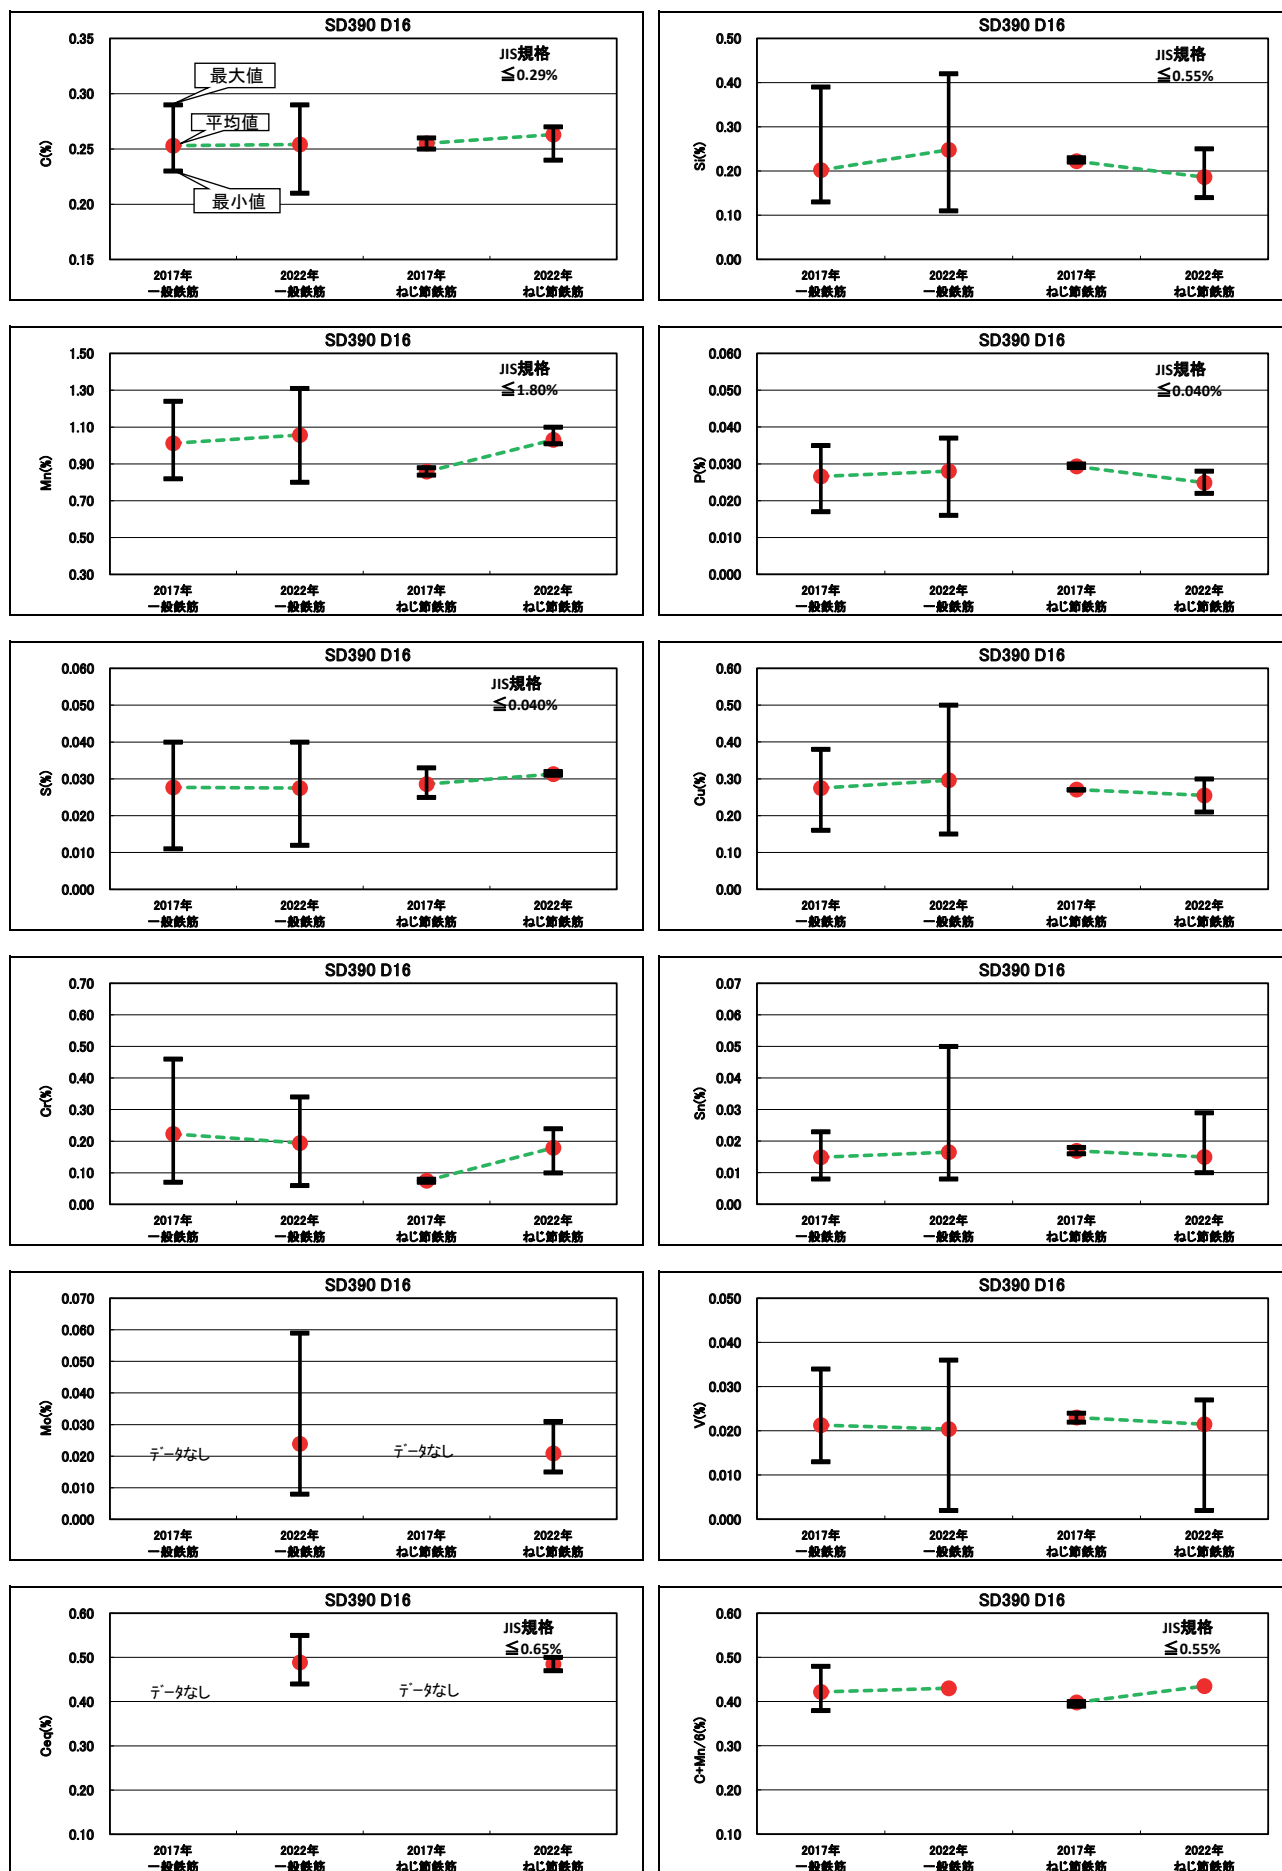 SD390 D16
JIS規格
≦0.29%
最大値
平均値
最小値
C(%)
0.35
0.30
0.25
0.20
0.15
2017年
一般鉄筋
2022年
一般鉄筋
2017年
ねじ節鉄筋
2022年
ねじ節鉄筋
SD390 D16
JIS規格
≦0.55%
Si(%)
0.50
0.40
0.30
0.20
0.10
0.00
2017年
一般鉄筋
2022年
一般鉄筋
2017年
ねじ節鉄筋
2022年
ねじ節鉄筋
SD390 D16
JIS規格
≦1.80%
Mn(%)
1.50
1.30
1.10
0.90
0.70
0.50
0.30
2017年
一般鉄筋
2022年
一般鉄筋
2017年
ねじ節鉄筋
2022年
ねじ節鉄筋
SD390 D16
JIS規格
≦0.040%
P(%)
0.060
0.050
0.040
0.030
0.020
0.010
0.000
2017年
一般鉄筋
2022年
一般鉄筋
2017年
ねじ節鉄筋
2022年
ねじ節鉄筋
SD390 D16
JIS規格
≦0.040%
S(%)
0.060
0.050
0.040
0.030
0.020
0.010
0.000
2017年
一般鉄筋
2022年
一般鉄筋
2017年
ねじ節鉄筋
2022年
ねじ節鉄筋
SD390 D16
Cu(%)
0.60
0.50
0.40
0.30
0.20
0.10
0.00
2017年
一般鉄筋
2022年
一般鉄筋
2017年
ねじ節鉄筋
2022年
ねじ節鉄筋
SD390 D16
Cr(%)
0.70
0.60
0.50
0.40
0.30
0.20
0.10
0.00
2017年
一般鉄筋
2022年
一般鉄筋
2017年
ねじ節鉄筋
2022年
ねじ節鉄筋
SD390 D16
Sn(%)
0.07
0.06
0.05
0.04
0.03
0.02
0.01
0.00
2017年
一般鉄筋
2022年
一般鉄筋
2017年
ねじ節鉄筋
2022年
ねじ節鉄筋
SD390 D16
Mo(%)
0.070
0.060
0.050
0.040
0.030
0.020
0.010
0.000
データなし
データなし
2017年
一般鉄筋
2022年
一般鉄筋
2017年
ねじ節鉄筋
2022年
ねじ節鉄筋
SD390 D16
V(%)
0.050
0.040
0.030
0.020
0.010
0.000
2017年
一般鉄筋
2022年
一般鉄筋
2017年
ねじ節鉄筋
2022年
ねじ節鉄筋
SD390 D16
JIS規格
≦0.65%
Ceq(%)
0.60
0.50
0.40
0.30
0.20
0.10
データなし
データなし
2017年
一般鉄筋
2022年
一般鉄筋
2017年
ねじ節鉄筋
2022年
ねじ節鉄筋
SD390 D16
JIS規格
≦0.55%
C+Mn/6(%)
0.60
0.50
0.40
0.30
0.20
0.10
2017年
一般鉄筋
2022年
一般鉄筋
2017年
ねじ節鉄筋
2022年
ねじ節鉄筋